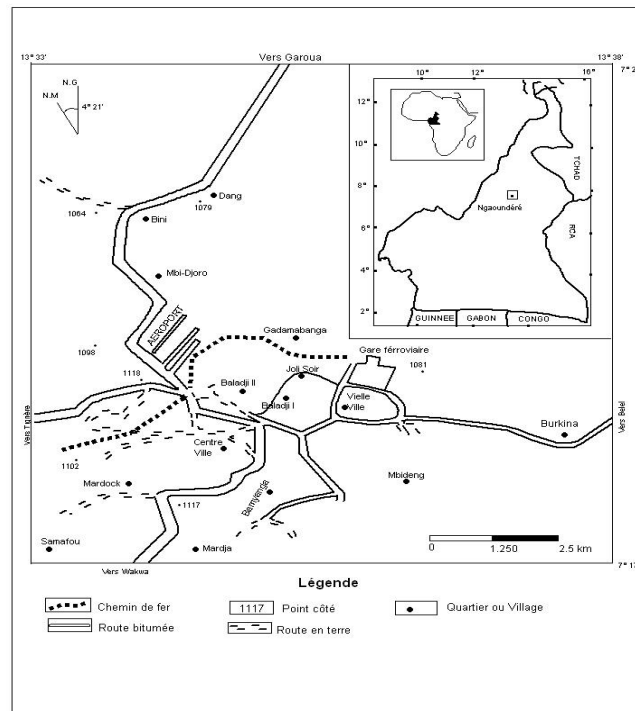 Vers Garoua
13° 33'
13° 38'
N.G
N.M
4° 21'
10°
12°
16°
12°
10°
8°
6°
4°
2°
TCHAD
RCA
Ngaoundéré
GUINNEE
GABON
CONGO
Dang
1079
1064
Bini
Mbi-Djoro
AEROPORT
Gadamabanga
Gare férroviaire
1098
1118
1081
Joli Soir
Baladji II
Baladji I
Vielle
Ville
Vers Tignère
Vers Belel
Burkina
Centre
Ville
1102
Mbideng
Mardock
1117
Bamyanga
Samafou
Mardja
0
1.250
2.5 km
7° 13'
Vers Wakwa
Légende
Chemin de fer
1117
Point côté
Quartier ou Village
Route bitumée
Route en terre